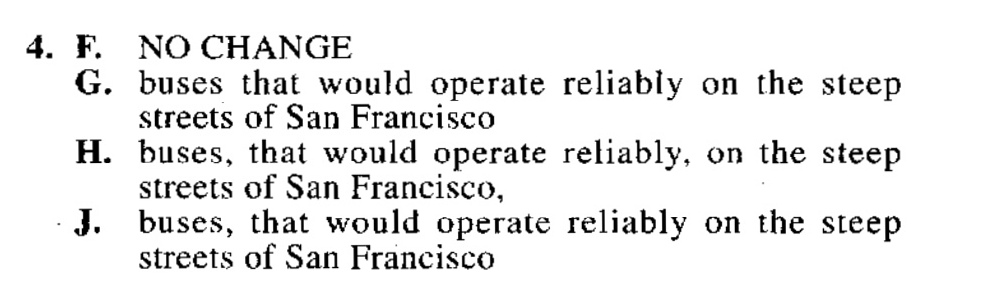 4. F. NO CHANGE
G. buses that would operate reliably on the steep
streets of San Francisco
H. buses, that would operate reliably, on the steep
streets of San Francisco,
J. buses, that would operate reliably on the steep
streets of San Francisco